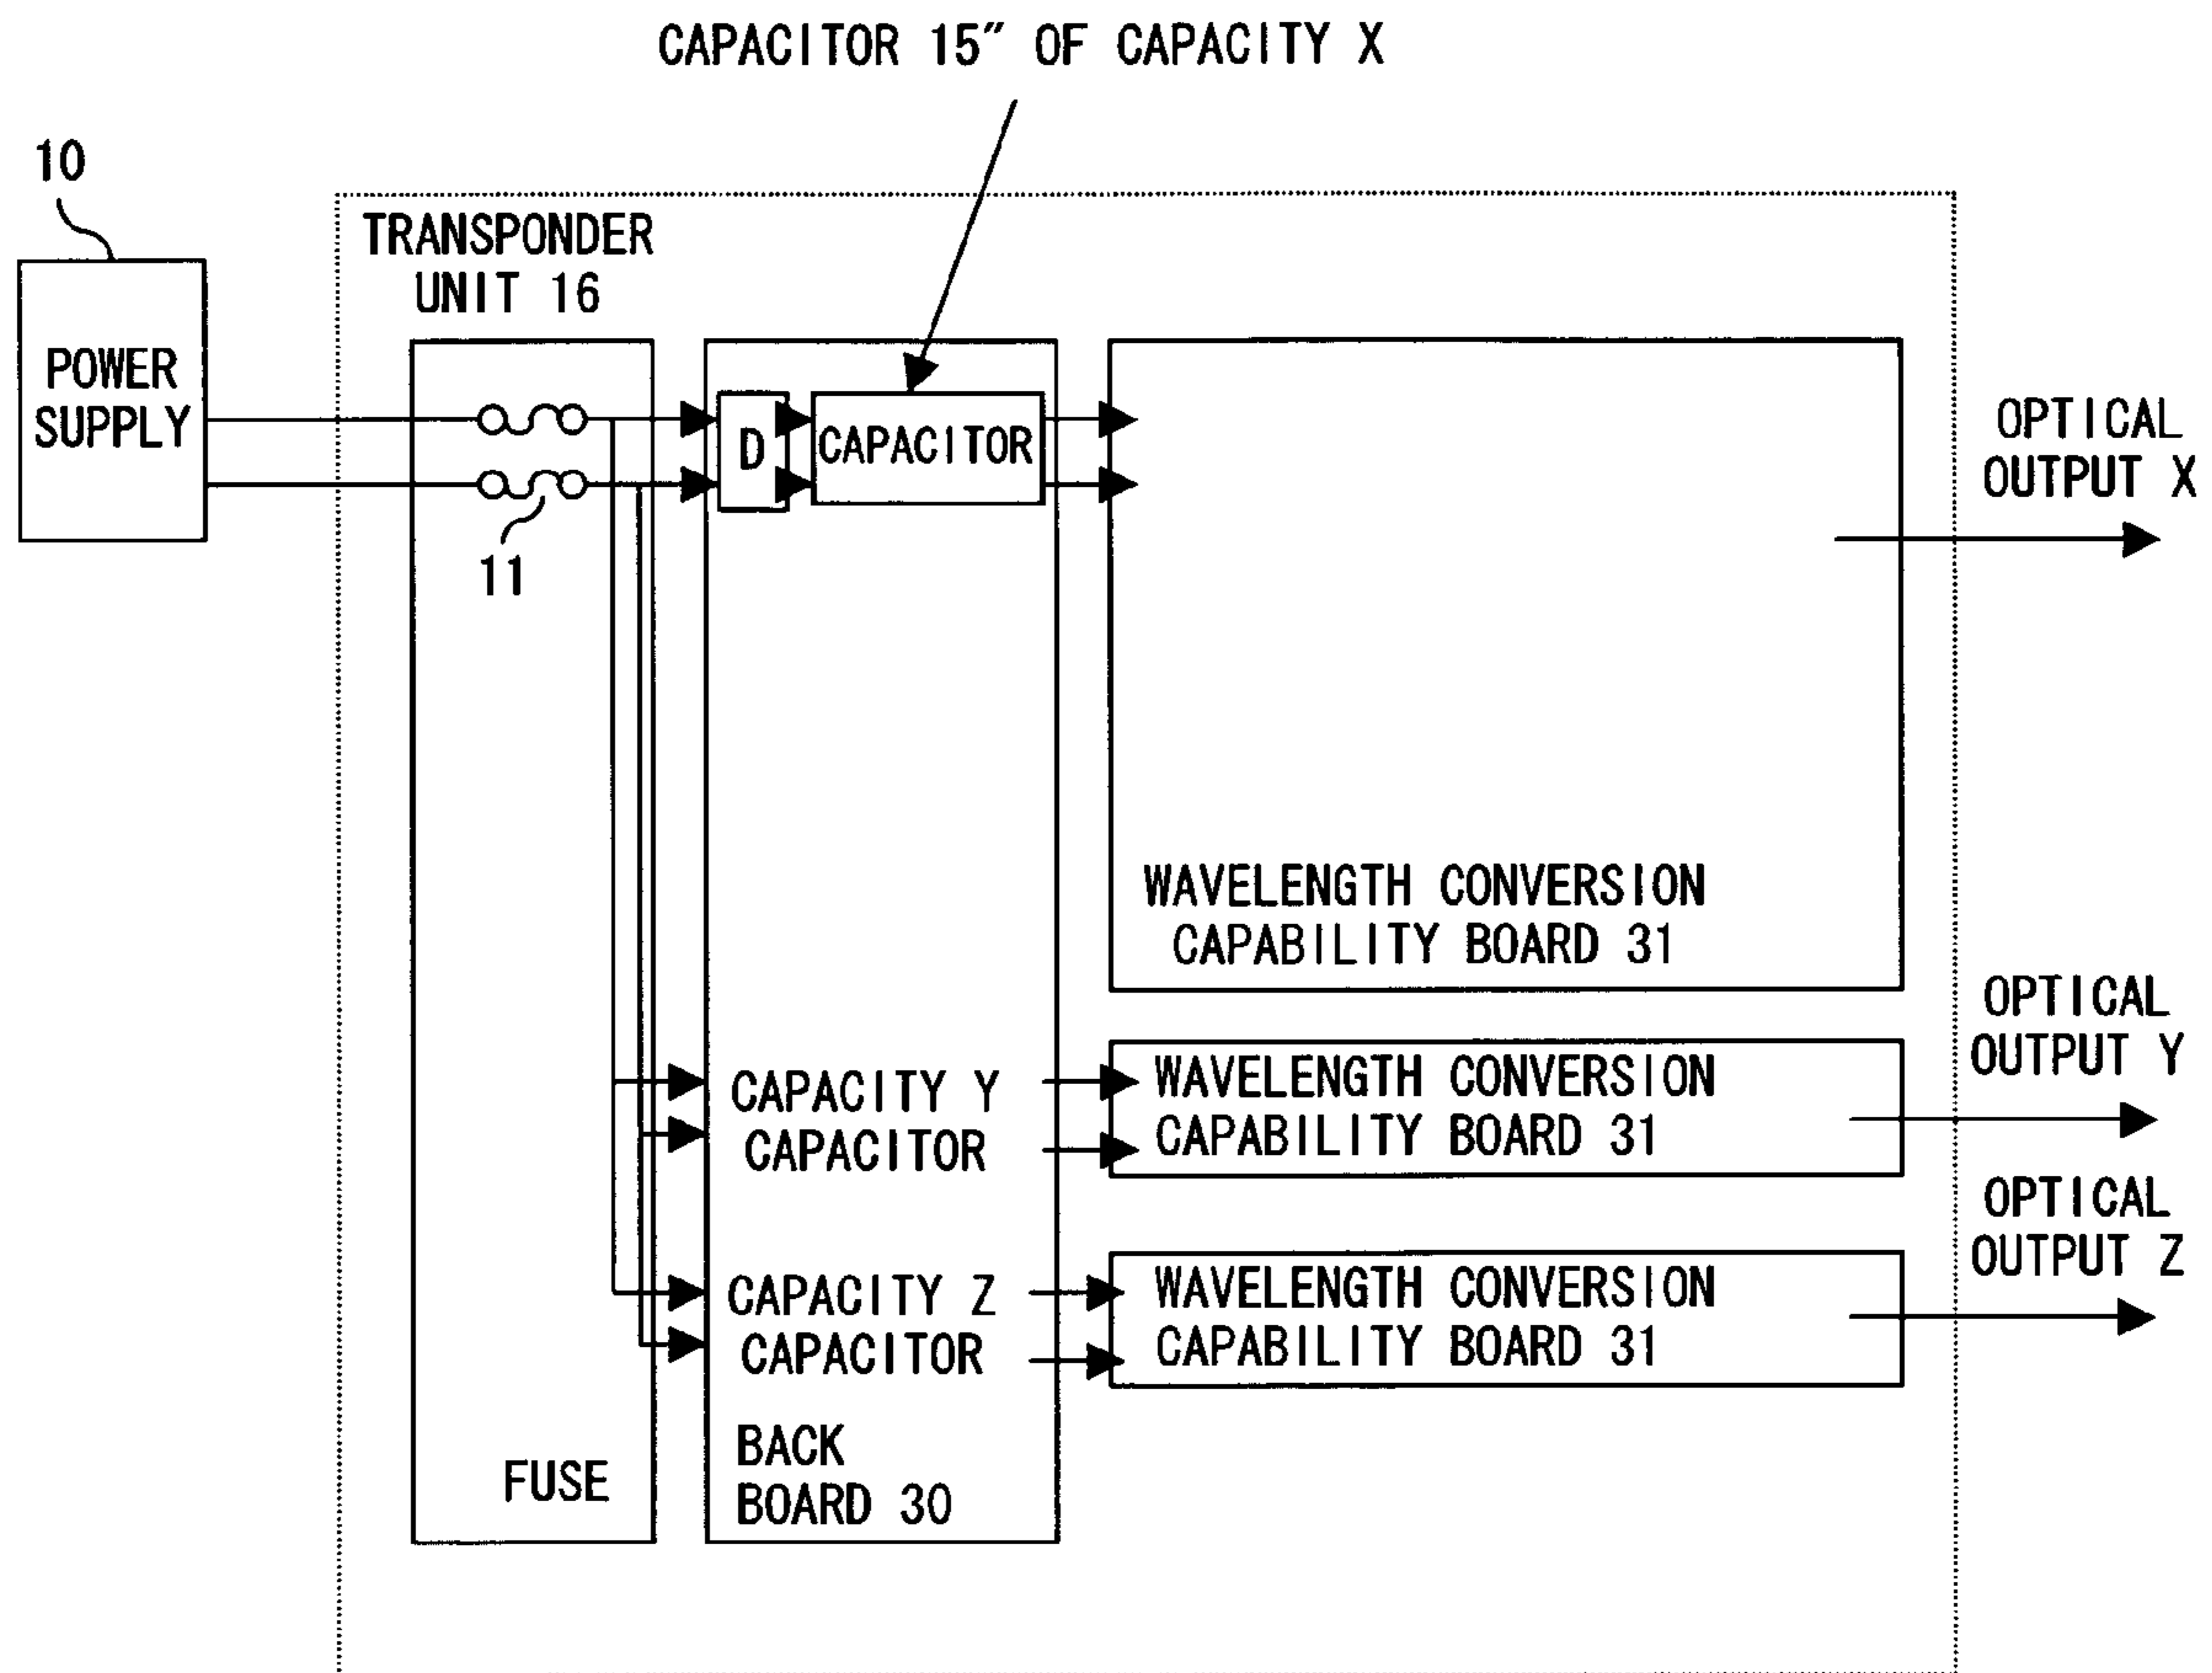 CAPACITOR 15″ OF CAPACITY X
10
TRANSPONDER
UNIT 16
POWER
SUPPLY
D
CAPACITOR
11
OPTICAL
OUTPUT X
WAVELENGTH CONVERSION
CAPABILITY BOARD 31
OPTICAL
OUTPUT Y
CAPACITY Y
CAPACITOR
WAVELENGTH CONVERSION
CAPABILITY BOARD 31
OPTICAL
OUTPUT Z
CAPACITY Z
CAPACITOR
WAVELENGTH CONVERSION
CAPABILITY BOARD 31
FUSE
BACK
BOARD 30